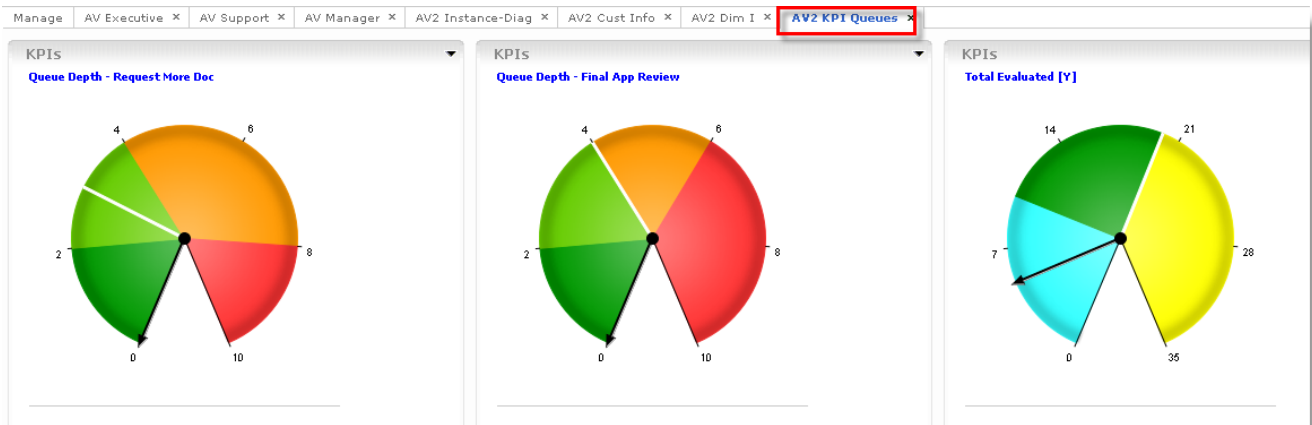 Manage AV Executive × AV Support × AV Manager × AV2 Instance-Diag × AV2 Cust Info × AV2 Dim I × AV2 KPI Queues ×
KPIs
Queue Depth - Request More Doc
4 6
2 8
0 10
KPIs
Queue Depth - Final App Review
4 6
2 8
0 10
KPIs
Total Evaluated [Y]
14 21
7 28
0 35